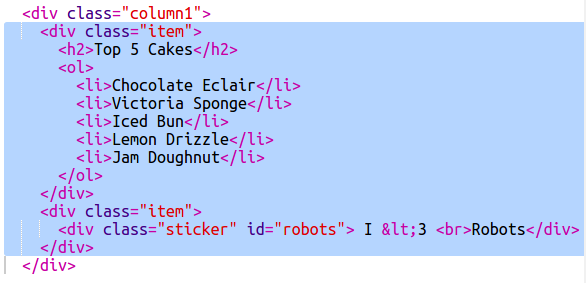 <div class="column1">
<div class="item">
<h2>Top 5 Cakes</h2>
<ol>
<li>Chocolate Eclair</li>
<li>Victoria Sponge</li>
<li>Iced Bun</li>
<li>Lemon Drizzle</li>
<li>Jam Doughnut</li>
</ol>
</div>
<div class="item">
<div class="sticker" id="robots"> I &lt;3 <br>Robots</div>
</div>
</div>